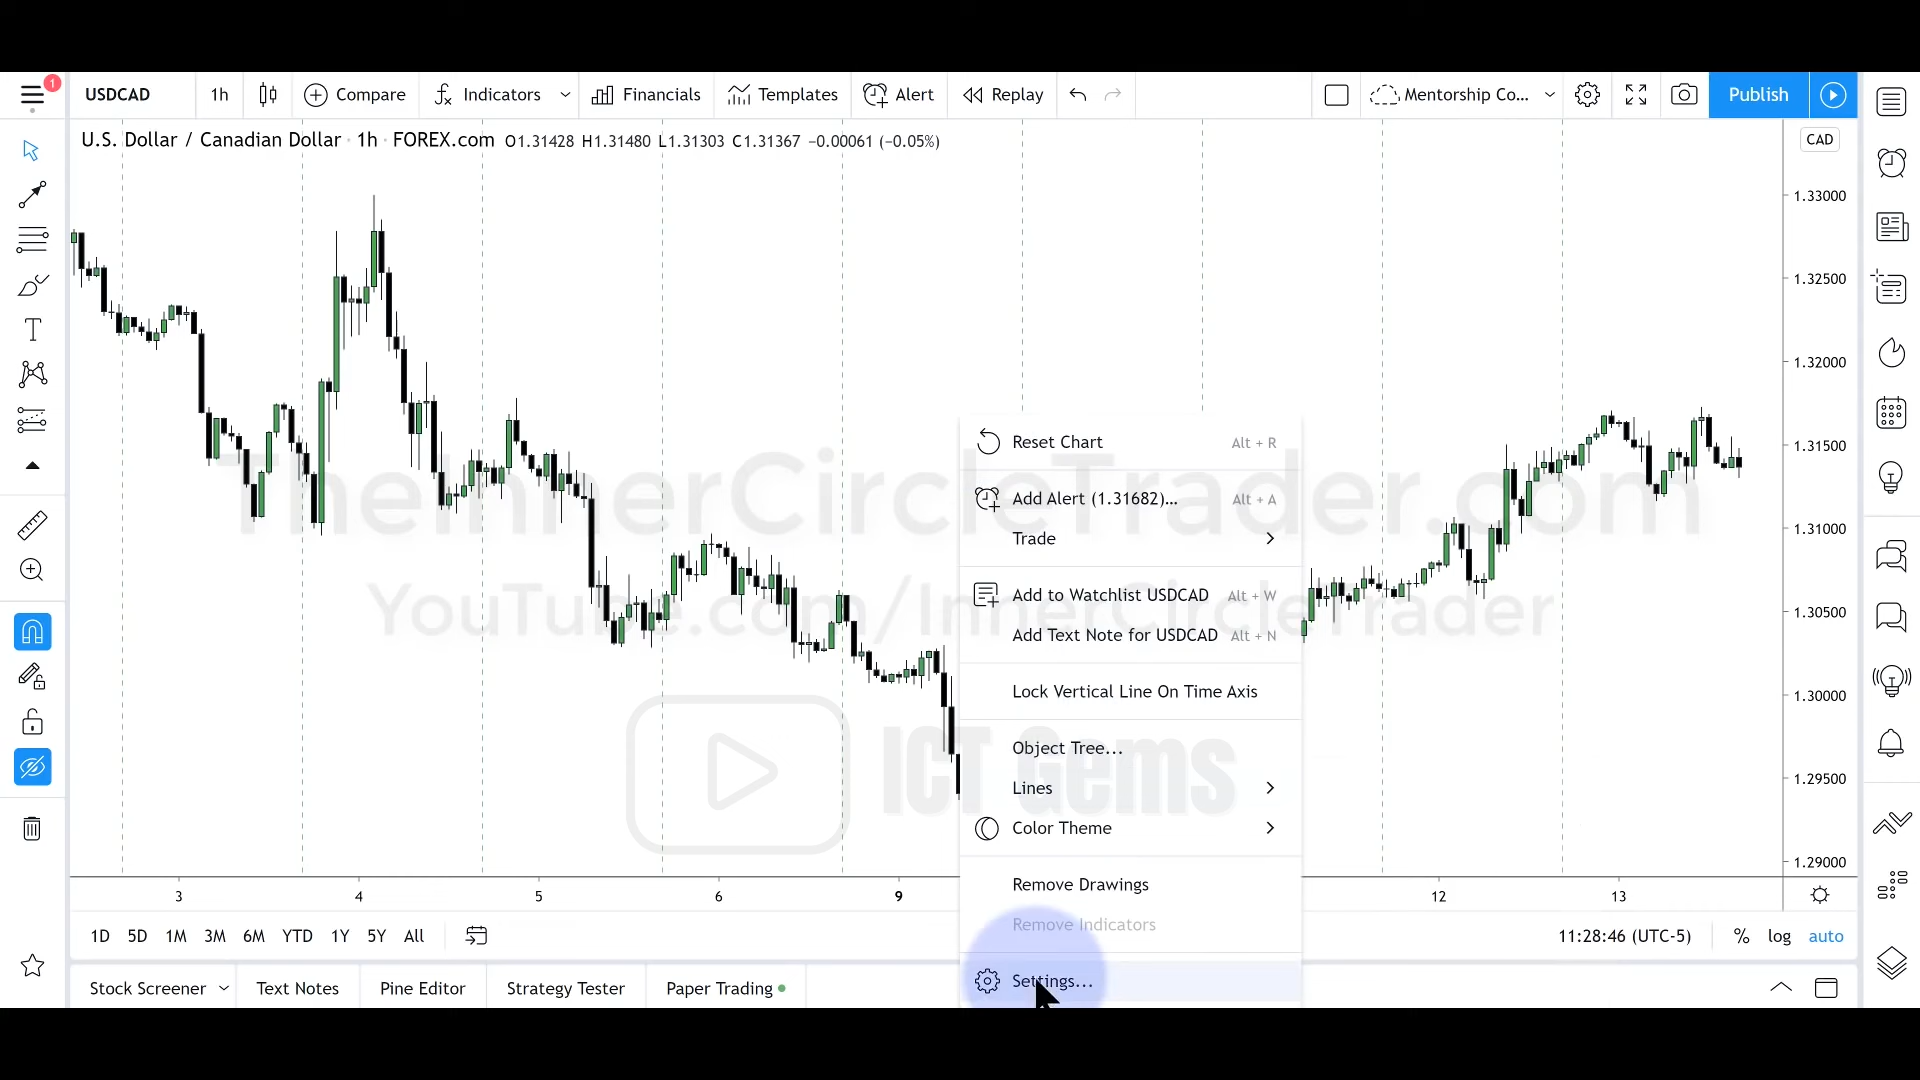 1
USDCAD 1h Compare Indicators Financials Templates Alert Replay Mentorship Co... Publish
U.S. Dollar / Canadian Dollar · 1h · FOREX.com O1.31428 H1.31480 L1.31303 C1.31367 −0.00061 (−0.05%)
CAD
1.33000
1.32500
1.32000
1.31500
1.31000
1.30500
1.30000
1.29500
1.29000
TheInnerCircleTrader.com
YouTube.com/InnerCircleTrader
ICT Gems
Reset Chart Alt + R
Add Alert (1.31682)... Alt + A
Trade
Add to Watchlist USDCAD Alt + W
Add Text Note for USDCAD Alt + N
Lock Vertical Line On Time Axis
Object Tree...
Lines
Color Theme
Remove Drawings
Remove Indicators
Settings...
3 4 5 6 9 12 13
1D 5D 1M 3M 6M YTD 1Y 5Y All 11:28:46 (UTC-5) % log auto
Stock Screener Text Notes Pine Editor Strategy Tester Paper Trading